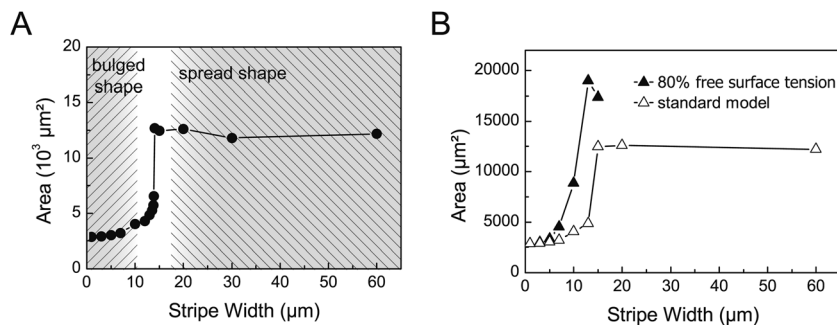 A
Area (10³ µm²)
20
15
10
5
0
bulged
shape
spread shape
0 10 20 30 40 50 60
Stripe Width (µm)
B
Area
(µm²)
20000
15000
10000
5000
0
80% free surface tension
standard model
0 10 20 30 40 50 60
Stripe Width (µm)